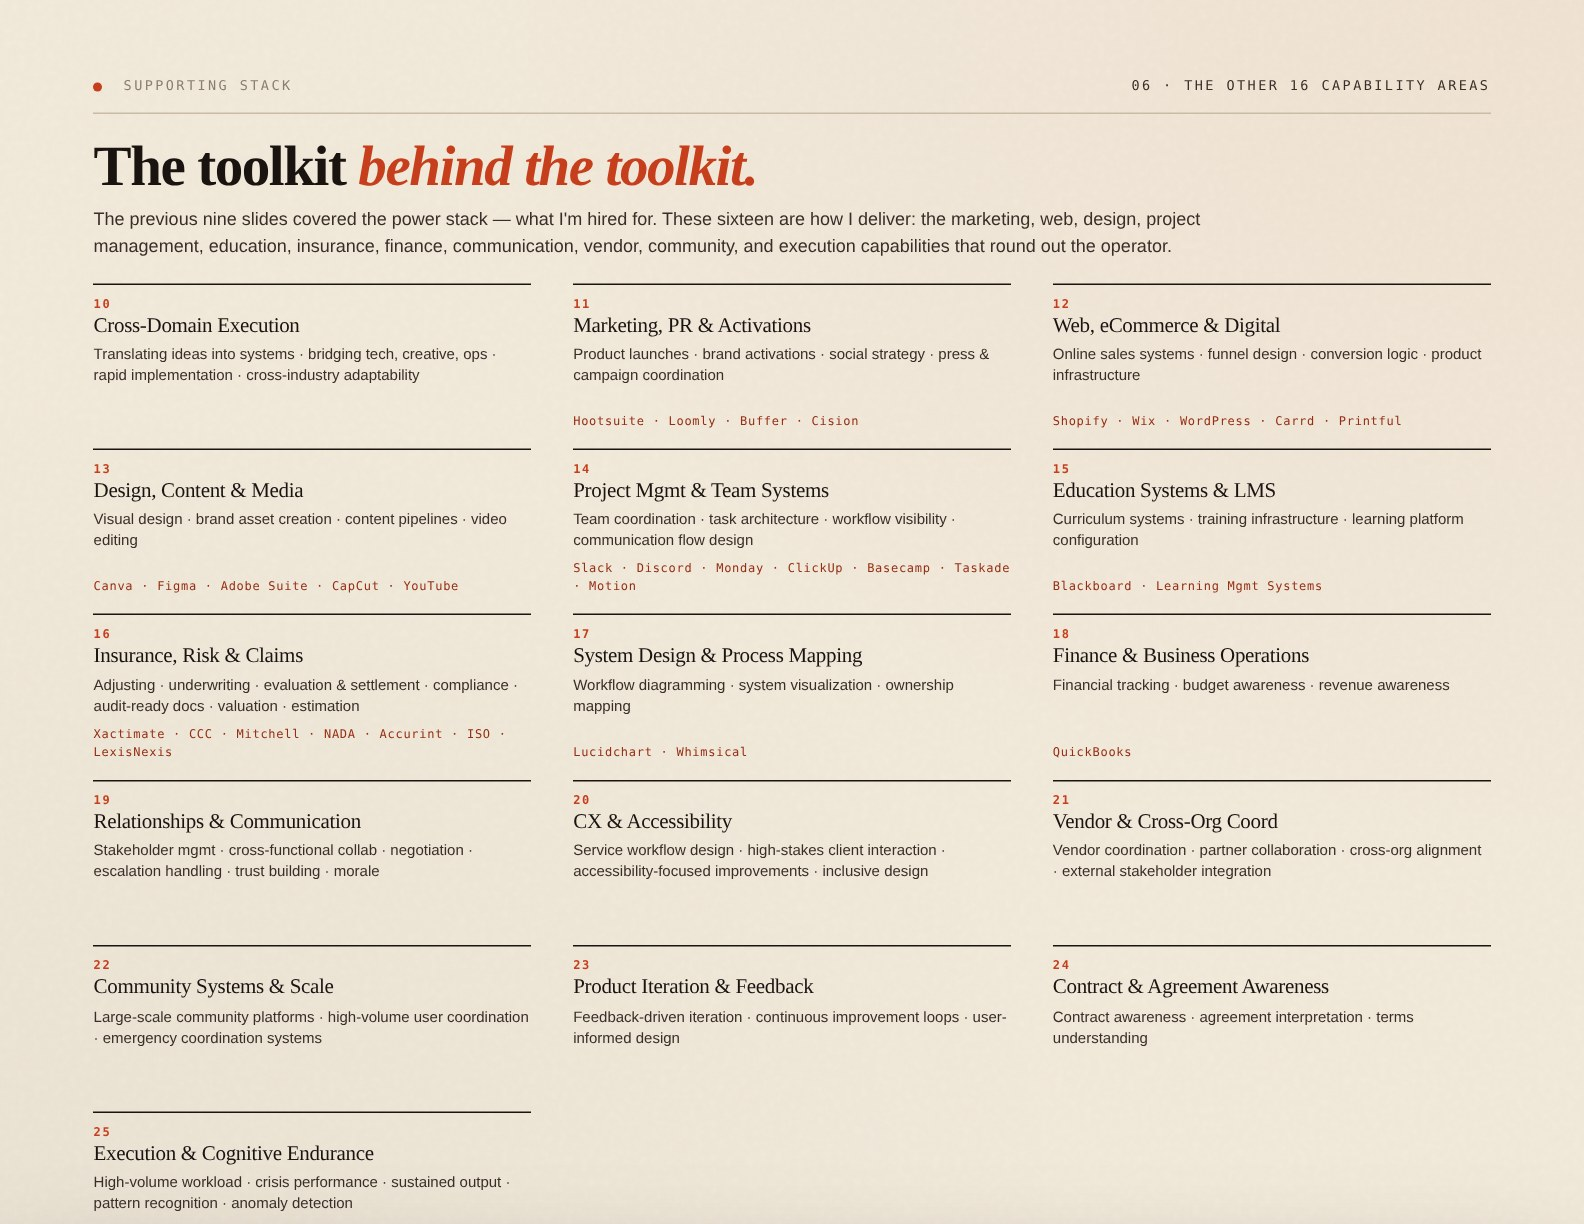 SUPPORTING STACK
06 · THE OTHER 16 CAPABILITY AREAS
The toolkit behind the toolkit.
The previous nine slides covered the power stack — what I'm hired for. These sixteen are how I deliver: the marketing, web, design, project
management, education, insurance, finance, communication, vendor, community, and execution capabilities that round out the operator.
10
Cross-Domain Execution
Translating ideas into systems · bridging tech, creative, ops ·
rapid implementation · cross-industry adaptability
11
Marketing, PR & Activations
Product launches · brand activations · social strategy · press &
campaign coordination
Hootsuite · Loomly · Buffer · Cision
12
Web, eCommerce & Digital
Online sales systems · funnel design · conversion logic · product
infrastructure
Shopify · Wix · WordPress · Carrd · Printful
13
Design, Content & Media
Visual design · brand asset creation · content pipelines · video
editing
Canva · Figma · Adobe Suite · CapCut · YouTube
14
Project Mgmt & Team Systems
Team coordination · task architecture · workflow visibility ·
communication flow design
Slack · Discord · Monday · ClickUp · Basecamp · Taskade
· Motion
15
Education Systems & LMS
Curriculum systems · training infrastructure · learning platform
configuration
Blackboard · Learning Mgmt Systems
16
Insurance, Risk & Claims
Adjusting · underwriting · evaluation & settlement · compliance ·
audit-ready docs · valuation · estimation
Xactimate · CCC · Mitchell · NADA · Accurint · ISO ·
LexisNexis
17
System Design & Process Mapping
Workflow diagramming · system visualization · ownership
mapping
Lucidchart · Whimsical
18
Finance & Business Operations
Financial tracking · budget awareness · revenue awareness
QuickBooks
19
Relationships & Communication
Stakeholder mgmt · cross-functional collab · negotiation ·
escalation handling · trust building · morale
20
CX & Accessibility
Service workflow design · high-stakes client interaction ·
accessibility-focused improvements · inclusive design
21
Vendor & Cross-Org Coord
Vendor coordination · partner collaboration · cross-org alignment
· external stakeholder integration
22
Community Systems & Scale
Large-scale community platforms · high-volume user coordination
· emergency coordination systems
23
Product Iteration & Feedback
Feedback-driven iteration · continuous improvement loops · user-
informed design
24
Contract & Agreement Awareness
Contract awareness · agreement interpretation · terms
understanding
25
Execution & Cognitive Endurance
High-volume workload · crisis performance · sustained output ·
pattern recognition · anomaly detection